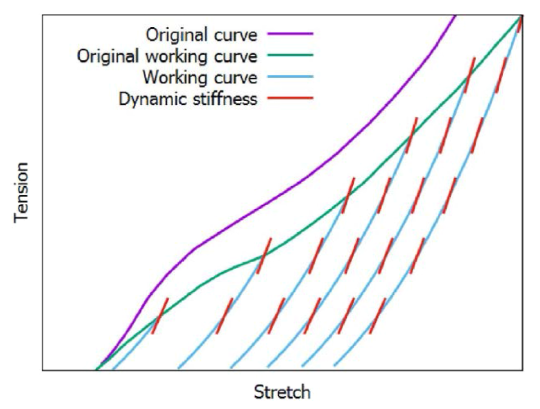 Original curve
Original working curve
Working curve
Dynamic stiffness
Tension
Stretch